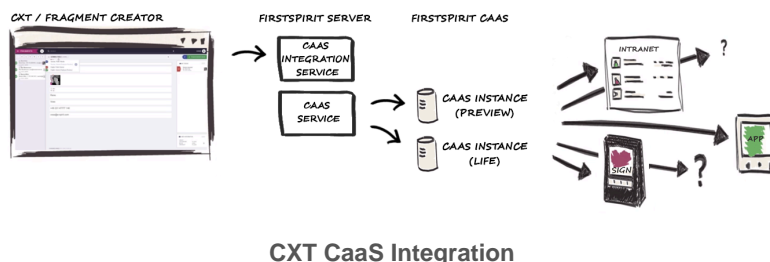 CXT / FRAGMENT CREATOR
FIRSTSPIRIT SERVER
FIRSTSPIRIT CAAS
CAAS
INTEGRATION
SERVICE
CAAS
SERVICE
CAAS INSTANCE
(PREVIEW)
CAAS INSTANCE
(LIFE)
INTRANET
?
APP
SIGN
?
CXT CaaS Integration